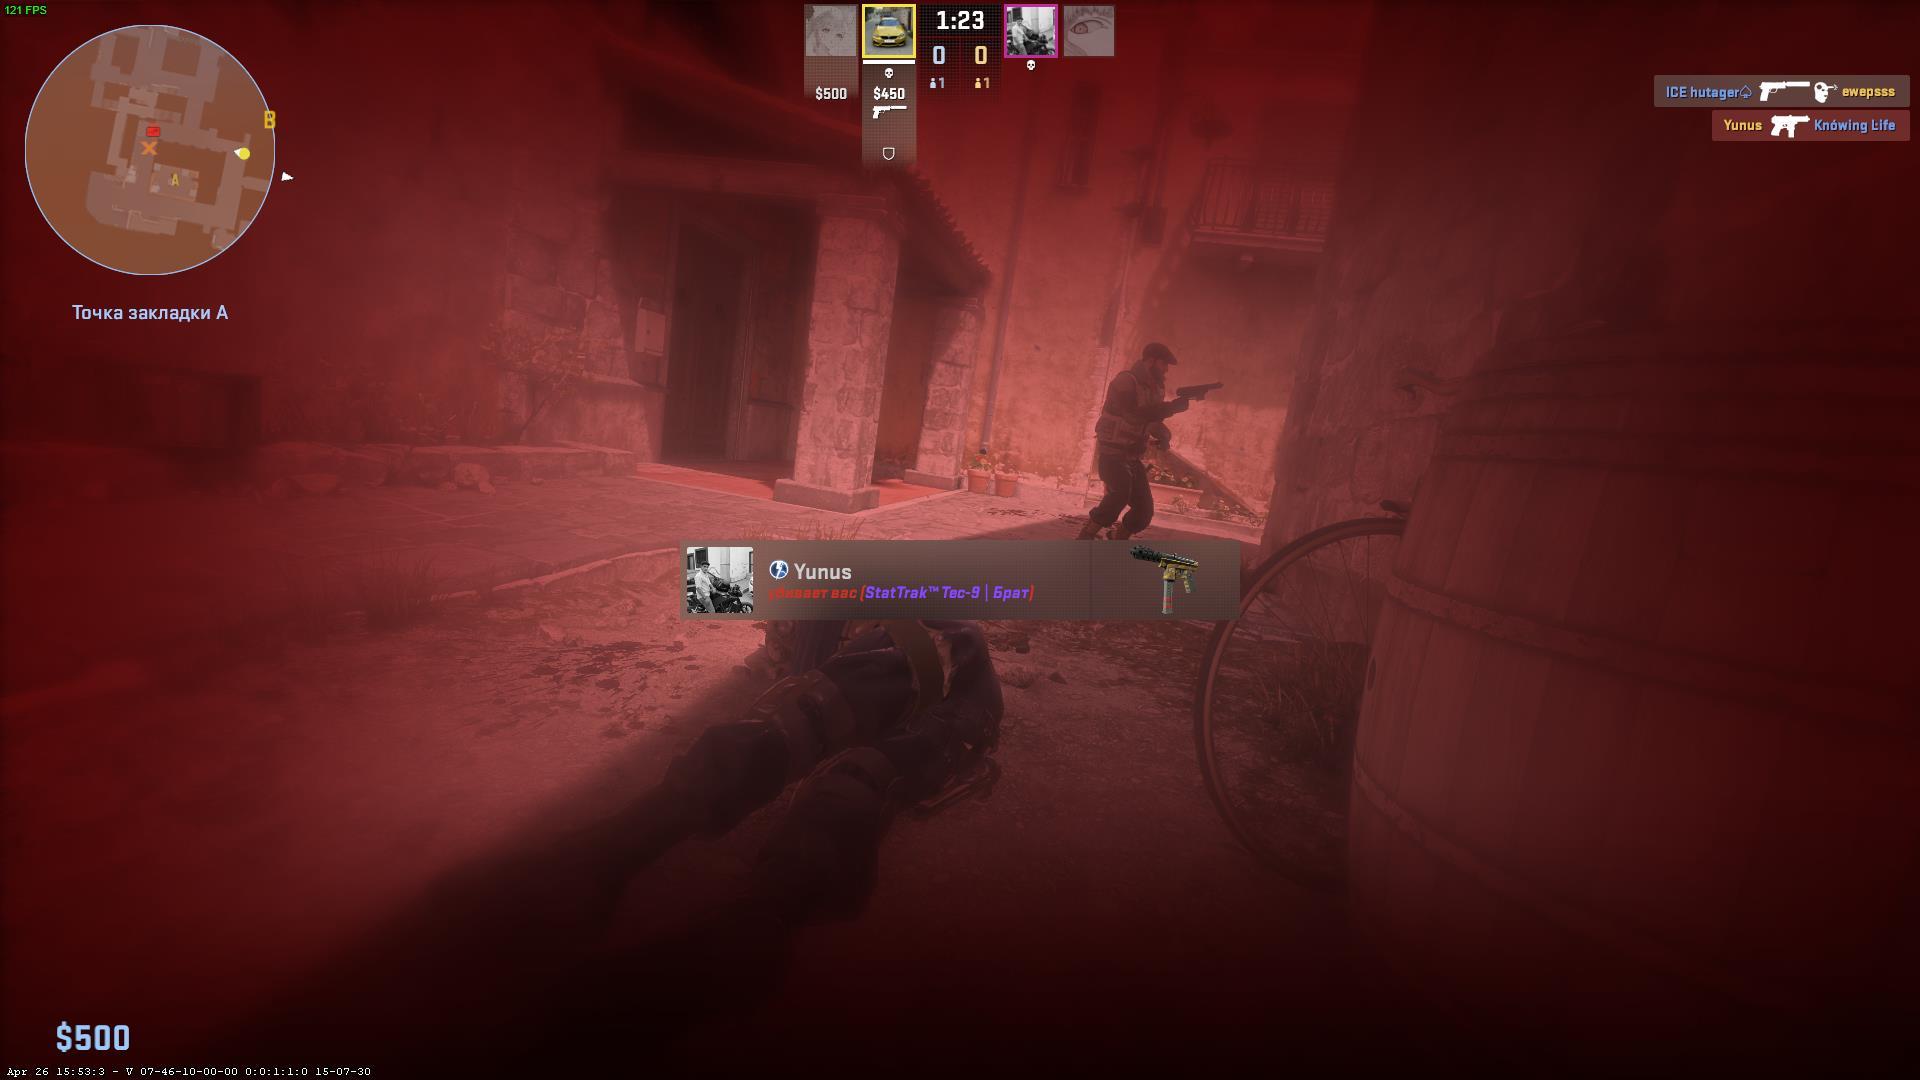 121 FPS
1:23
0 0
1 1
$500 $450
B
A
Точка закладки А
ICE hutager♤ ewepsss
Yunus Knówing Life
Yunus
убивает вас (StatTrak™ Tec-9 | Брат)
$500
Apr 26 15:53:3 - V 07-46-10-00-00 0:0:1:1:0 15-07-30